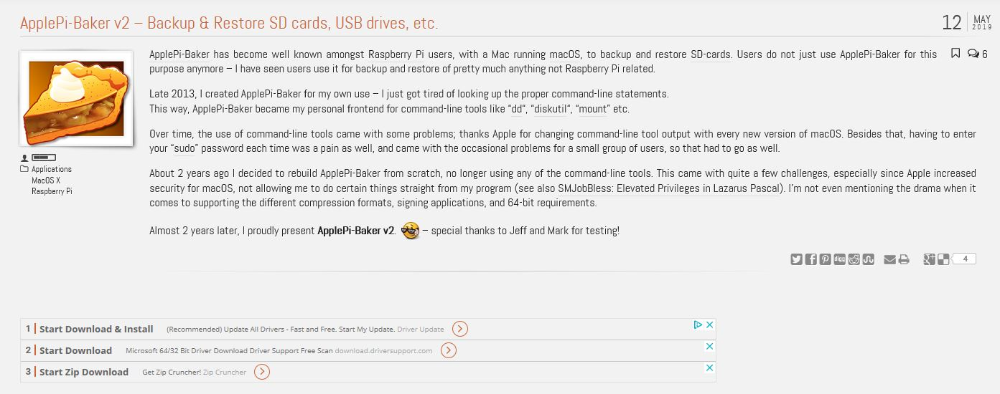 ApplePi-Baker v2 – Backup & Restore SD cards, USB drives, etc.
12 MAY 2019
ApplePi-Baker has become well known amongst Raspberry Pi users, with a Mac running macOS, to backup and restore SD-cards. Users do not just use ApplePi-Baker for this
6
purpose anymore – I have seen users use it for backup and restore of pretty much anything not Raspberry Pi related.
Late 2013, I created ApplePi-Baker for my own use – I just got tired of looking up the proper command-line statements.
This way, ApplePi-Baker became my personal frontend for command-line tools like “dd“, “diskutil“, “mount” etc.
Over time, the use of command-line tools came with some problems; thanks Apple for changing command-line tool output with every new version of macOS. Besides that, having to enter
your “sudo” password each time was a pain as well, and came with the occasional problems for a small group of users, so that had to go as well.
Applications
MacOS X
Raspberry Pi
About 2 years ago I decided to rebuild ApplePi-Baker from scratch, no longer using any of the command-line tools. This came with quite a few challenges, especially since Apple increased
security for macOS, not allowing me to do certain things straight from my program (see also SMJobBless: Elevated Privileges in Lazarus Pascal). I’m not even mentioning the drama when it
comes to supporting the different compression formats, signing applications, and 64-bit requirements.
Almost 2 years later, I proudly present ApplePi-Baker v2. – special thanks to Jeff and Mark for testing!
digg
4
1 Start Download & Install (Recommended) Update All Drivers - Fast and Free. Start My Update. Driver Update
2 Start Download Microsoft 64/32 Bit Driver Download Driver Support Free Scan download.driversupport.com
3 Start Zip Download Get Zip Cruncher! Zip Cruncher